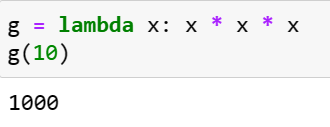 g = lambda x: x * x * x
g(10)
1000